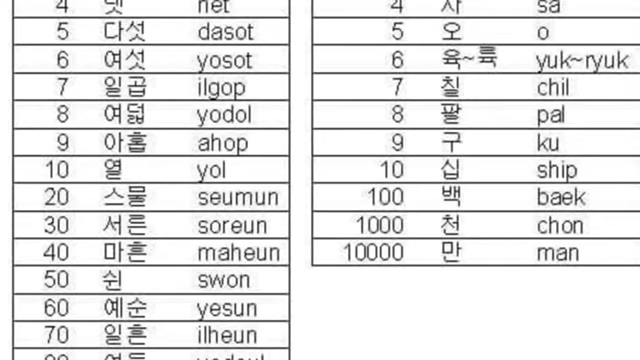 4 넷 net
5 다섯 dasot
6 여섯 yosot
7 일곱 ilgop
8 여덟 yodol
9 아홉 ahop
10 열 yol
20 스물 seumun
30 서른 soreun
40 마흔 maheun
50 쉰 swon
60 예순 yesun
70 일흔 ilheun
4 사 sa
5 오 o
6 육~륙 yuk~ryuk
7 칠 chil
8 팔 pal
9 구 ku
10 십 ship
100 백 baek
1000 천 chon
10000 만 man